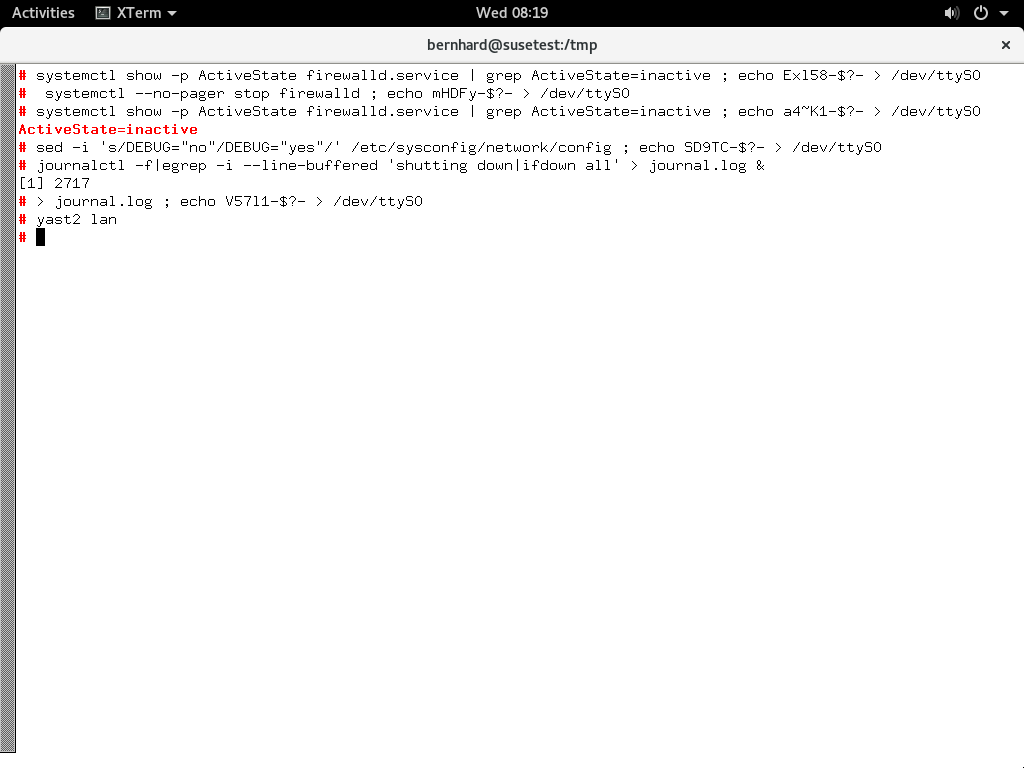 Activities XTerm Wed 08:19
bernhard@susetest:/tmp
# systemctl show -p ActiveState firewalld.service | grep ActiveState=inactive ; echo Exl58-$?- > /dev/ttyS0
#  systemctl --no-pager stop firewalld ; echo mHDFy-$?- > /dev/ttyS0
# systemctl show -p ActiveState firewalld.service | grep ActiveState=inactive ; echo a4~K1-$?- > /dev/ttyS0
ActiveState=inactive
# sed -i 's/DEBUG="no"/DEBUG="yes"/' /etc/sysconfig/network/config ; echo SD9TC-$?- > /dev/ttyS0
# journalctl -f|egrep -i --line-buffered 'shutting down|ifdown all' > journal.log &
[1] 2717
# > journal.log ; echo V57l1-$?- > /dev/ttyS0
# yast2 lan
#